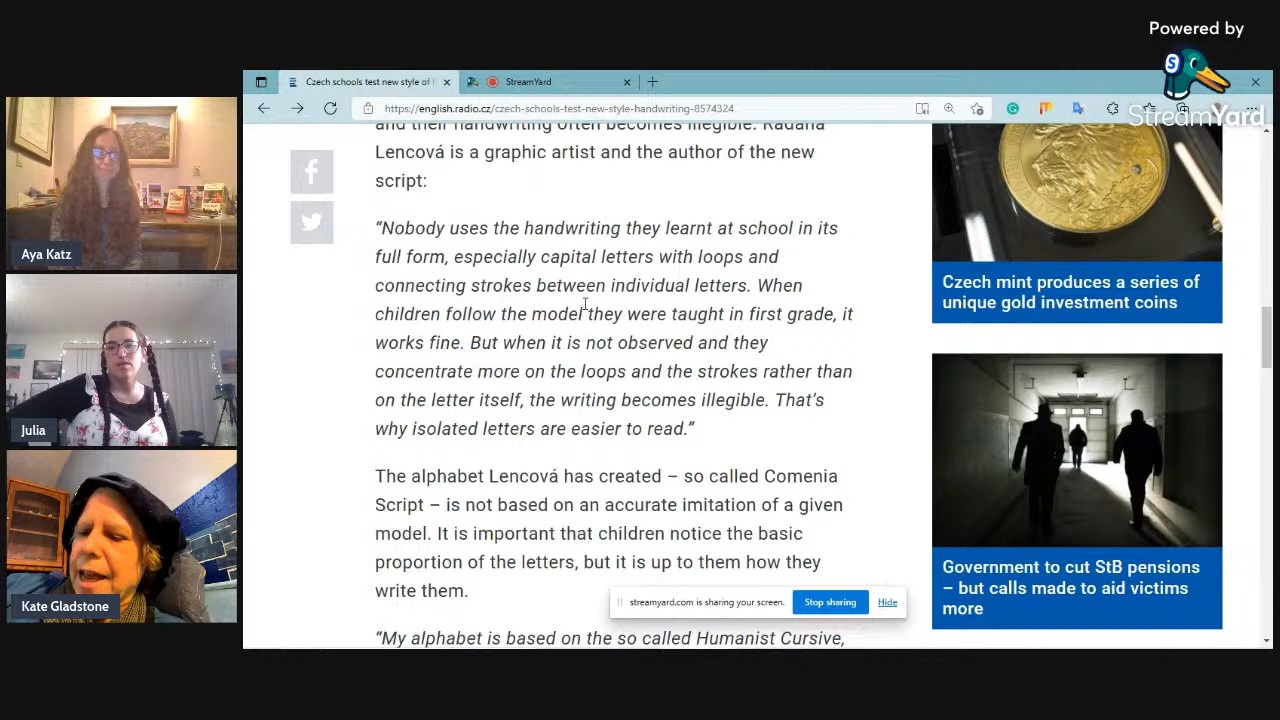 Powered by
StreamYard
Czech schools test new style of
StreamYard
https://english.radio.cz/czech-schools-test-new-style-handwriting-8574324
and their handwriting often becomes illegible. Radana
Lencová is a graphic artist and the author of the new
script:
“Nobody uses the handwriting they learnt at school in its
full form, especially capital letters with loops and
connecting strokes between individual letters. When
children follow the model they were taught in first grade, it
works fine. But when it is not observed and they
concentrate more on the loops and the strokes rather than
on the letter itself, the writing becomes illegible. That's
why isolated letters are easier to read.”
The alphabet Lencová has created – so called Comenia
Script – is not based on an accurate imitation of a given
model. It is important that children notice the basic
proportion of the letters, but it is up to them how they
write them.
“My alphabet is based on the so called Humanist Cursive,
Czech mint produces a series of
unique gold investment coins
Government to cut StB pensions
– but calls made to aid victims
more
streamyard.com is sharing your screen.
Stop sharing
Hide
Aya Katz
Julia
Kate Gladstone